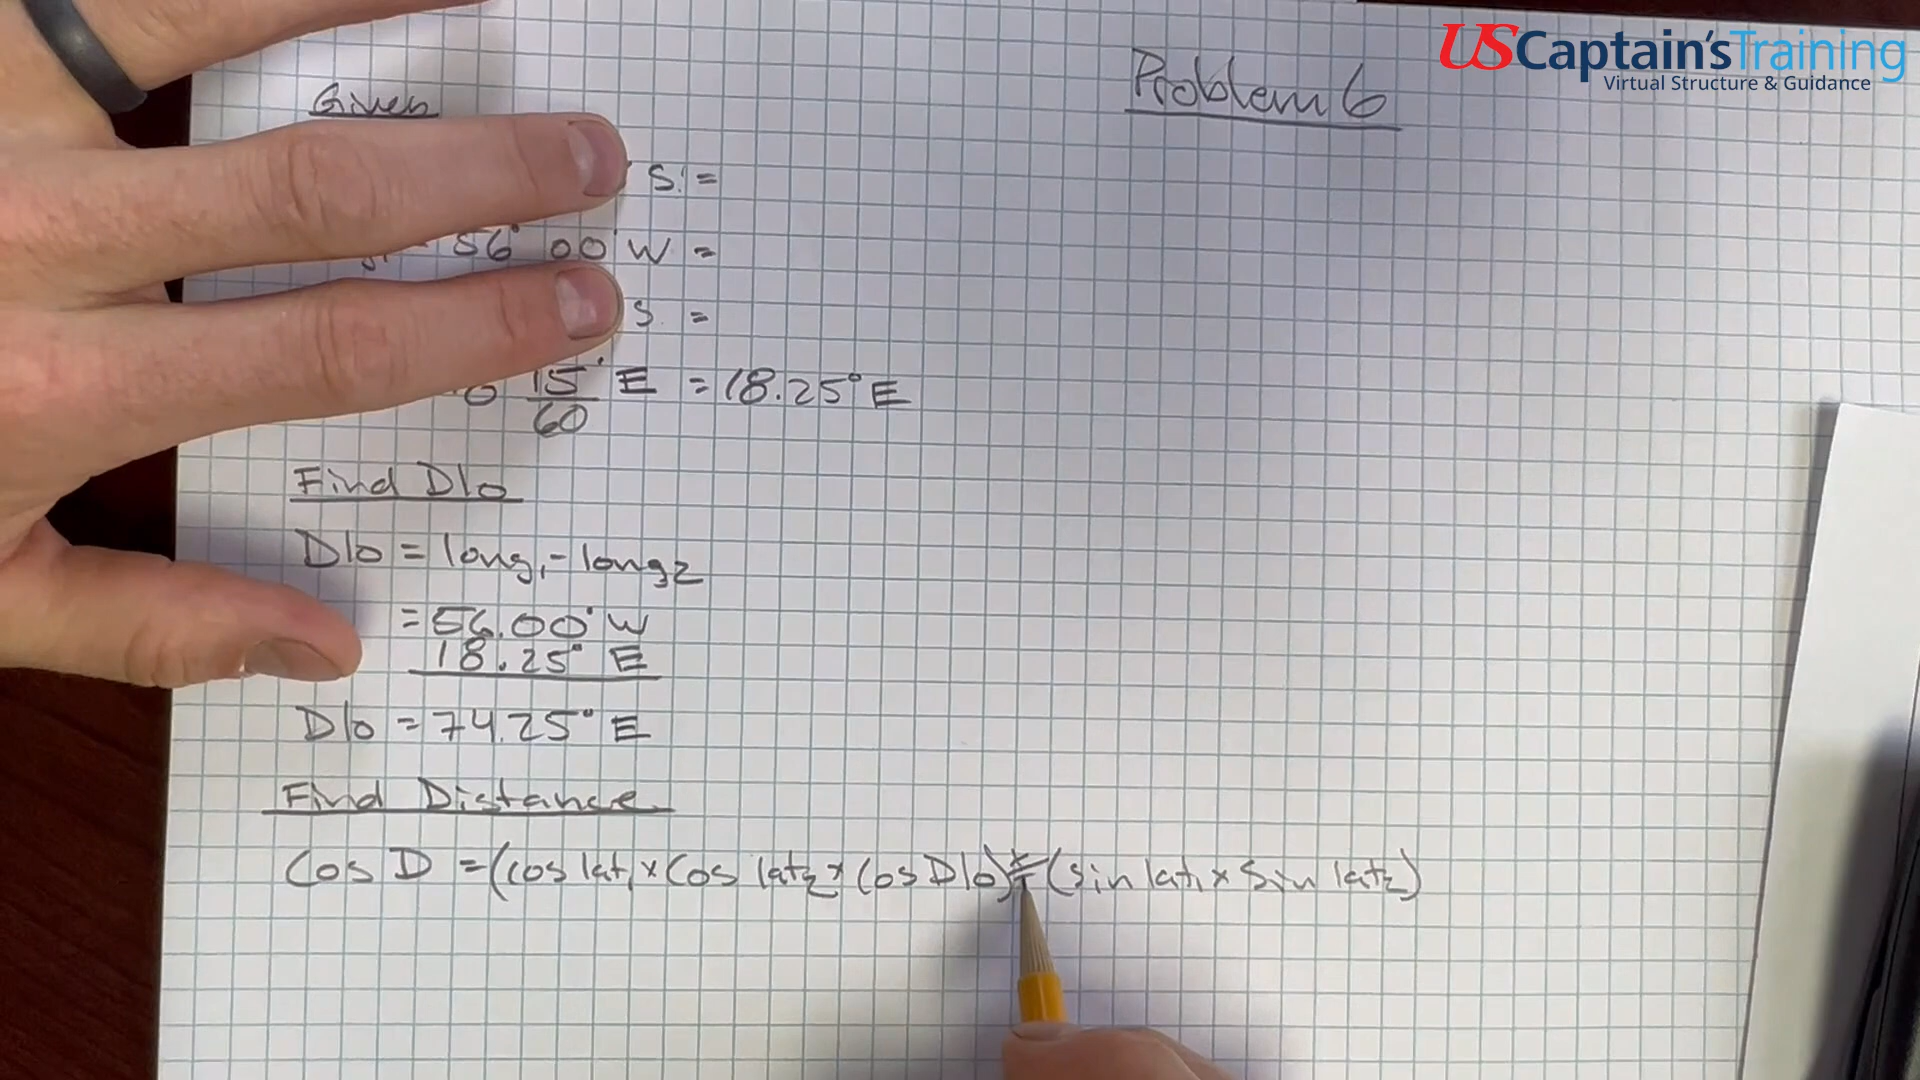 USCaptain'sTraining
Virtual Structure & Guidance
Problem 6
Given
S. =
56° 00' W =
S. =
15' E = 18.25° E
60
Find Dlo
Dlo = long₁ - long₂
= 56.00° W
18.25° E
Dlo = 74.25° E
Find Distance
Cos D = (cos lat₁ x Cos lat₂ x Cos Dlo) ± (sin lat₁ x Sin lat₂)